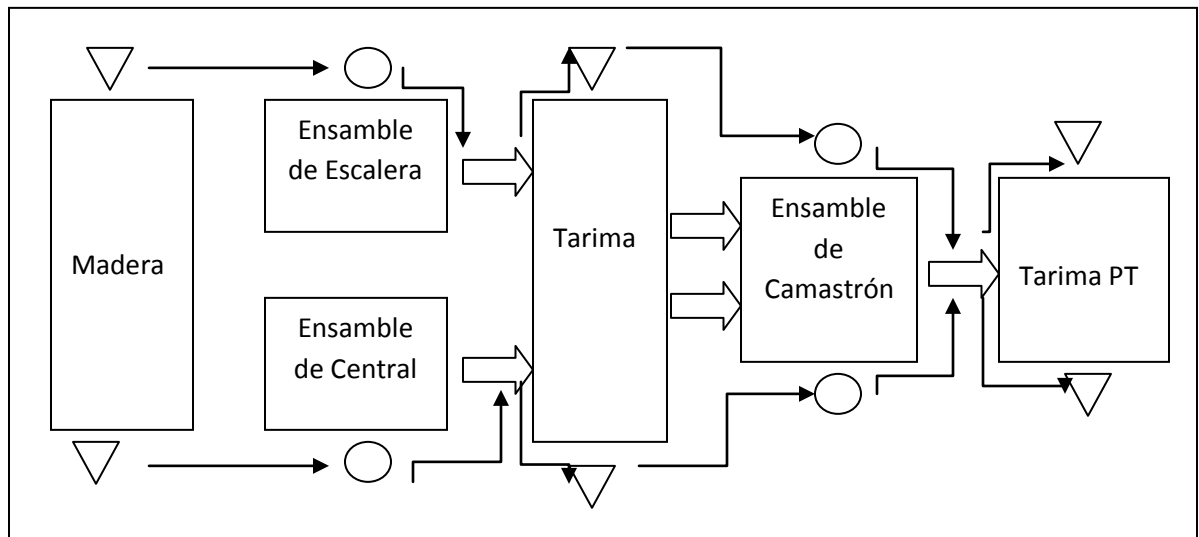 Madera
Ensamble
de Escalera
Ensamble
de Central
Tarima
Ensamble
de
Camastrón
Tarima PT